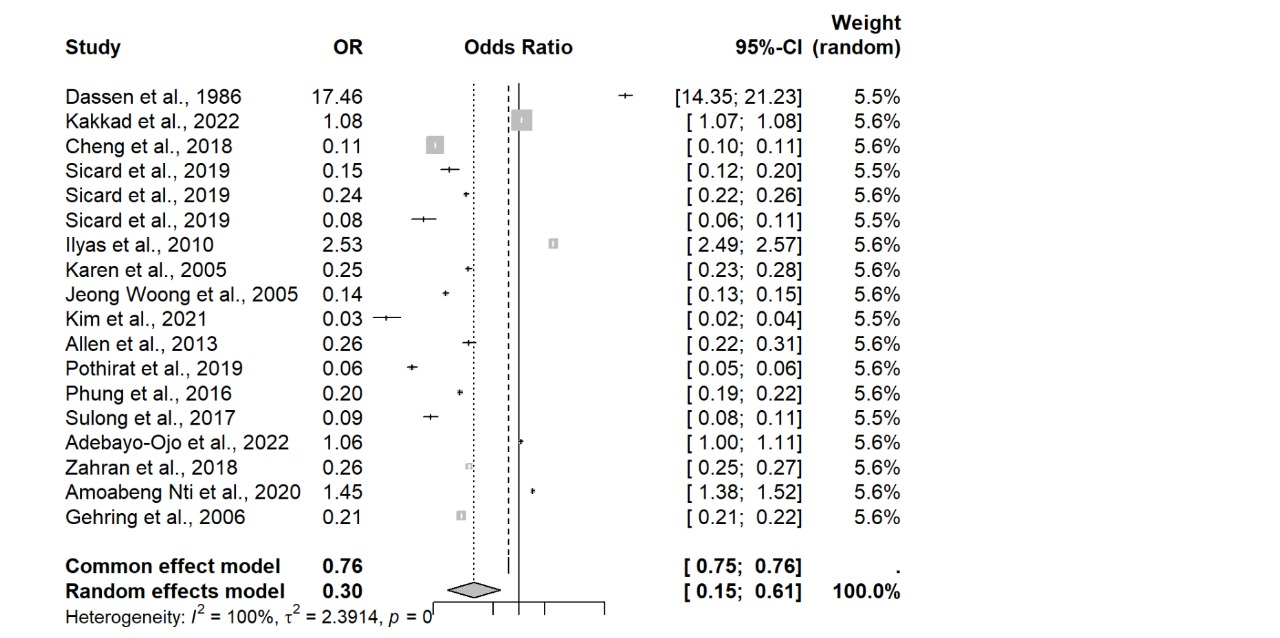 Weight
Study OR Odds Ratio 95%-CI (random)
Dassen et al., 1986 17.46 [14.35; 21.23] 5.5%
Kakkad et al., 2022 1.08 [ 1.07; 1.08] 5.6%
Cheng et al., 2018 0.11 [ 0.10; 0.11] 5.6%
Sicard et al., 2019 0.15 [ 0.12; 0.20] 5.5%
Sicard et al., 2019 0.24 [ 0.22; 0.26] 5.6%
Sicard et al., 2019 0.08 [ 0.06; 0.11] 5.5%
Ilyas et al., 2010 2.53 [ 2.49; 2.57] 5.6%
Karen et al., 2005 0.25 [ 0.23; 0.28] 5.6%
Jeong Woong et al., 2005 0.14 [ 0.13; 0.15] 5.6%
Kim et al., 2021 0.03 [ 0.02; 0.04] 5.5%
Allen et al., 2013 0.26 [ 0.22; 0.31] 5.6%
Pothirat et al., 2019 0.06 [ 0.05; 0.06] 5.6%
Phung et al., 2016 0.20 [ 0.19; 0.22] 5.6%
Sulong et al., 2017 0.09 [ 0.08; 0.11] 5.5%
Adebayo-Ojo et al., 2022 1.06 [ 1.00; 1.11] 5.6%
Zahran et al., 2018 0.26 [ 0.25; 0.27] 5.6%
Amoabeng Nti et al., 2020 1.45 [ 1.38; 1.52] 5.6%
Gehring et al., 2006 0.21 [ 0.21; 0.22] 5.6%
Common effect model 0.76 [ 0.75; 0.76] .
Random effects model 0.30 [ 0.15; 0.61] 100.0%
Heterogeneity: I² = 100%, τ² = 2.3914, p = 0